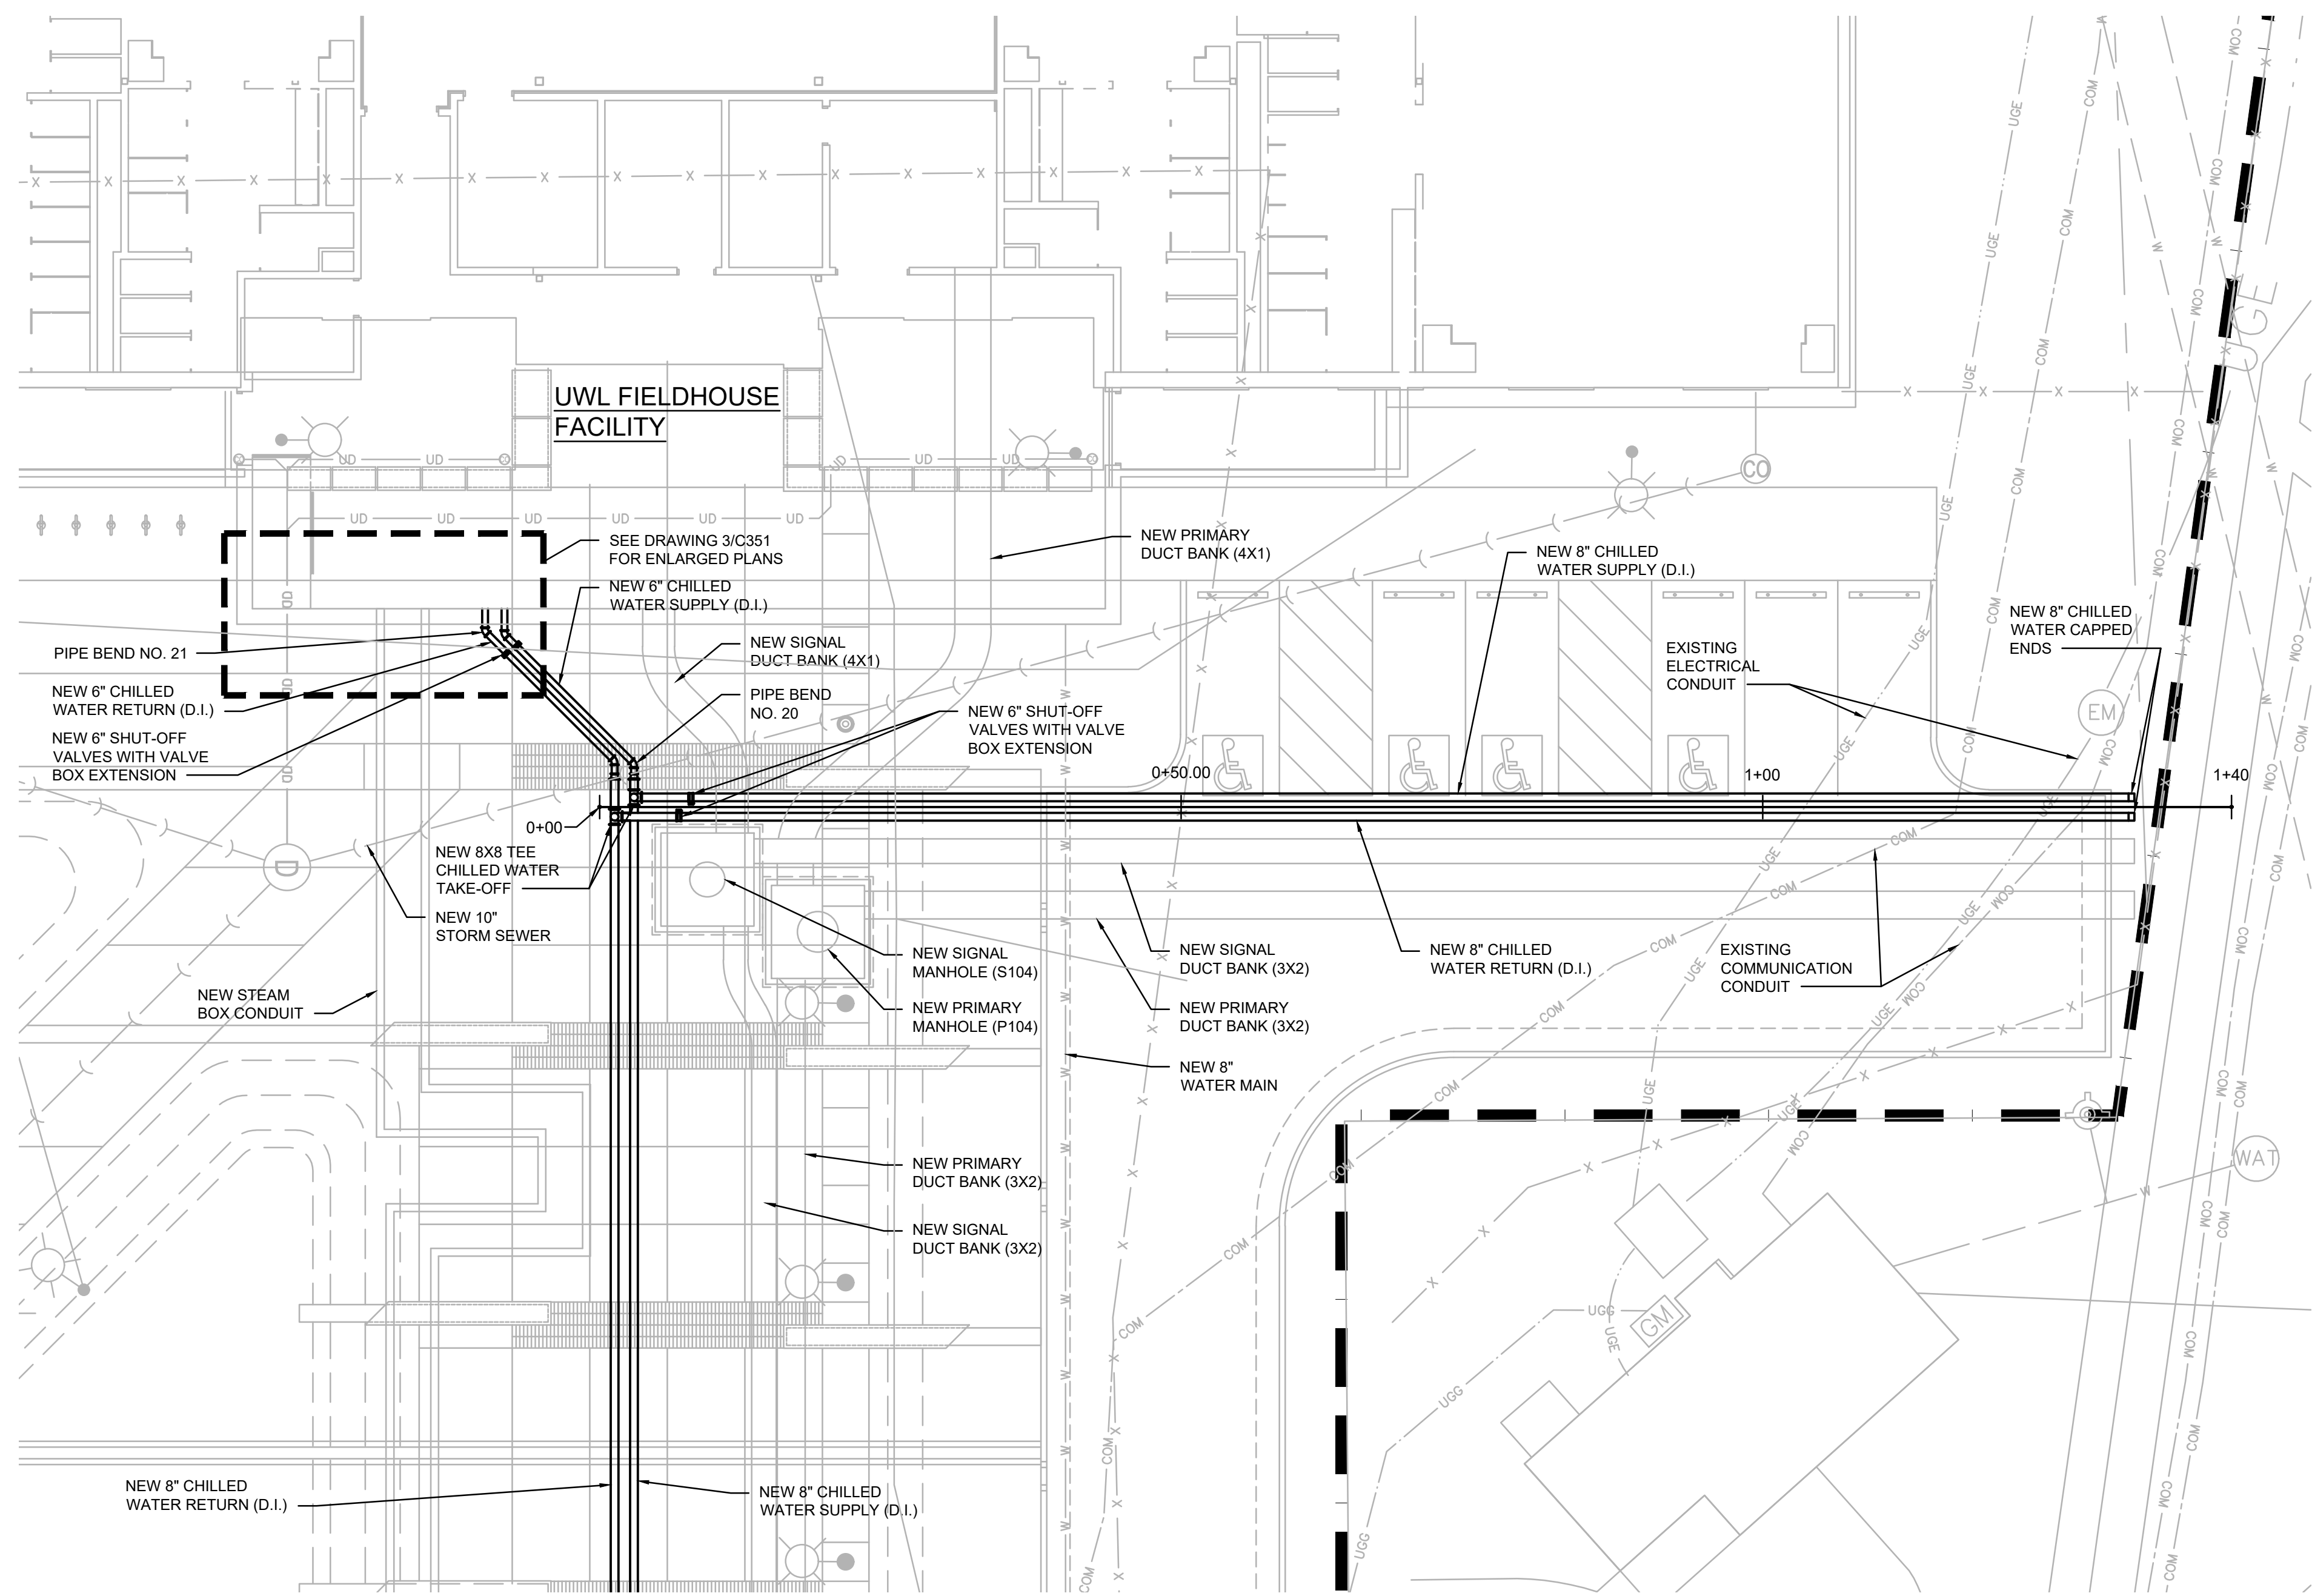 UWL FIELDHOUSE
FACILITY
SEE DRAWING 3/C351
FOR ENLARGED PLANS
NEW 6" CHILLED
WATER SUPPLY (D.I.)
NEW PRIMARY
DUCT BANK (4X1)
NEW 8" CHILLED
WATER SUPPLY (D.I.)
NEW 8" CHILLED
WATER CAPPED
ENDS
PIPE BEND NO. 21
NEW SIGNAL
DUCT BANK (4X1)
EXISTING
ELECTRICAL
CONDUIT
NEW 6" CHILLED
WATER RETURN (D.I.)
PIPE BEND
NO. 20
NEW 6" SHUT-OFF
VALVES WITH VALVE
BOX EXTENSION
NEW 6" SHUT-OFF
VALVES WITH VALVE
BOX EXTENSION
0+00
0+50.00
1+00
1+40
NEW 8X8 TEE
CHILLED WATER
TAKE-OFF
NEW 10"
STORM SEWER
NEW SIGNAL
MANHOLE (S104)
NEW SIGNAL
DUCT BANK (3X2)
NEW 8" CHILLED
WATER RETURN (D.I.)
EXISTING
COMMUNICATION
CONDUIT
NEW STEAM
BOX CONDUIT
NEW PRIMARY
MANHOLE (P104)
NEW PRIMARY
DUCT BANK (3X2)
NEW 8"
WATER MAIN
NEW PRIMARY
DUCT BANK (3X2)
NEW SIGNAL
DUCT BANK (3X2)
NEW 8" CHILLED
WATER RETURN (D.I.)
NEW 8" CHILLED
WATER SUPPLY (D.I.)
CO
EM
D
WAT
GM
UD
UGE
COM
UGG
W
X